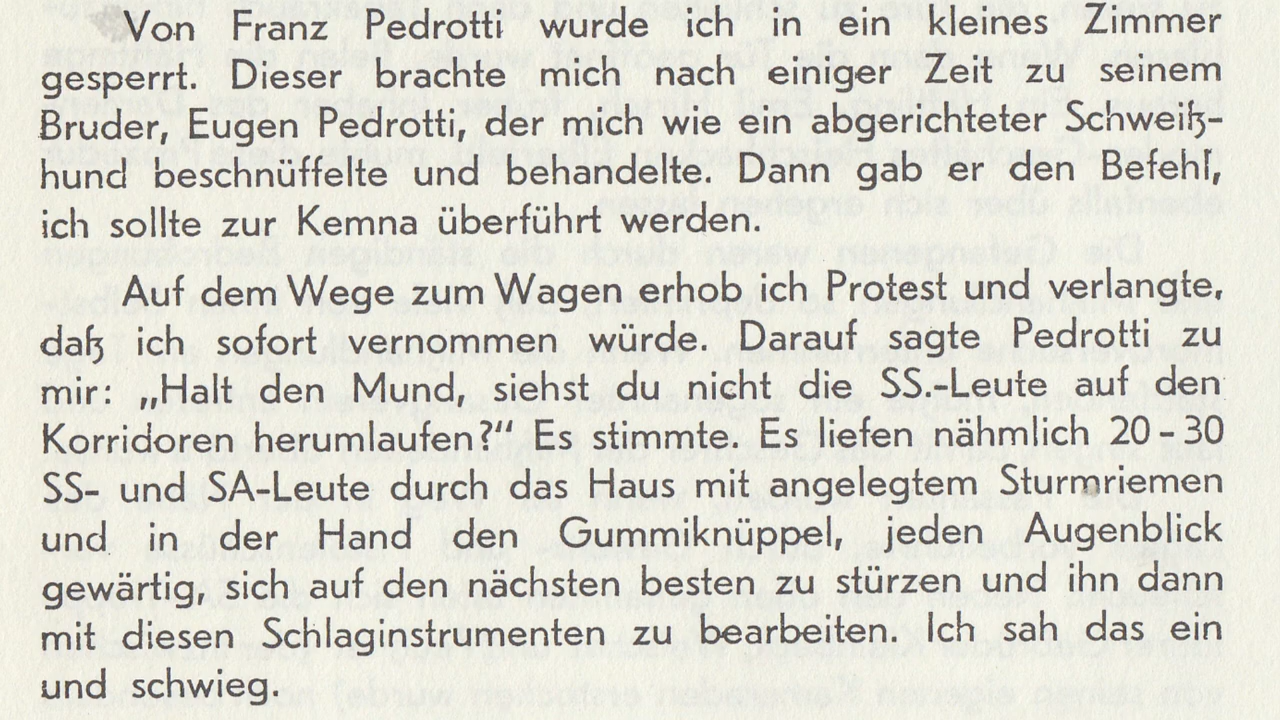 Von Franz Pedrotti wurde ich in ein kleines Zimmer
gesperrt. Dieser brachte mich nach einiger Zeit zu seinem
Bruder, Eugen Pedrotti, der mich wie ein abgerichteter Schweiß-
hund beschnüffelte und behandelte. Dann gab er den Befehl,
ich sollte zur Kemna überführt werden.
Auf dem Wege zum Wagen erhob ich Protest und verlangte,
daß ich sofort vernommen würde. Darauf sagte Pedrotti zu
mir: „Halt den Mund, siehst du nicht die SS.-Leute auf den
Korridoren herumlaufen?“ Es stimmte. Es liefen nähmlich 20-30
SS- und SA-Leute durch das Haus mit angelegtem Sturmriemen
und in der Hand den Gummiknüppel, jeden Augenblick
gewärtig, sich auf den nächsten besten zu stürzen und ihn dann
mit diesen Schlaginstrumenten zu bearbeiten. Ich sah das ein
und schwieg.